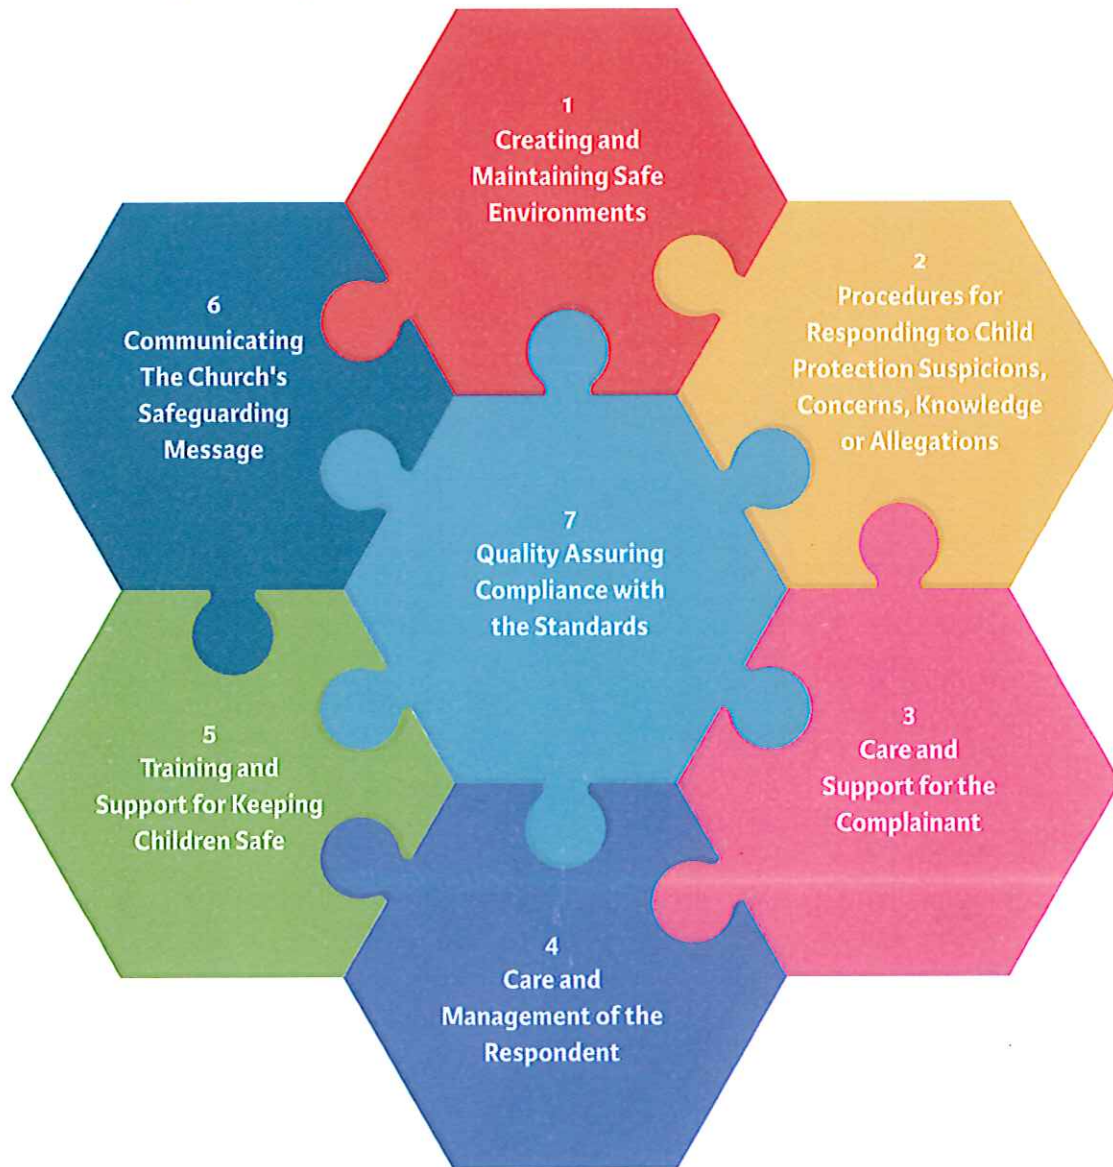 1
Creating and
Maintaining Safe
Environments
2
Procedures for
Responding to Child
Protection Suspicions,
Concerns, Knowledge
or Allegations
3
Care and
Support for the
Complainant
4
Care and
Management of the
Respondent
5
Training and
Support for Keeping
Children Safe
6
Communicating
The Church's
Safeguarding
Message
7
Quality Assuring
Compliance with
the Standards